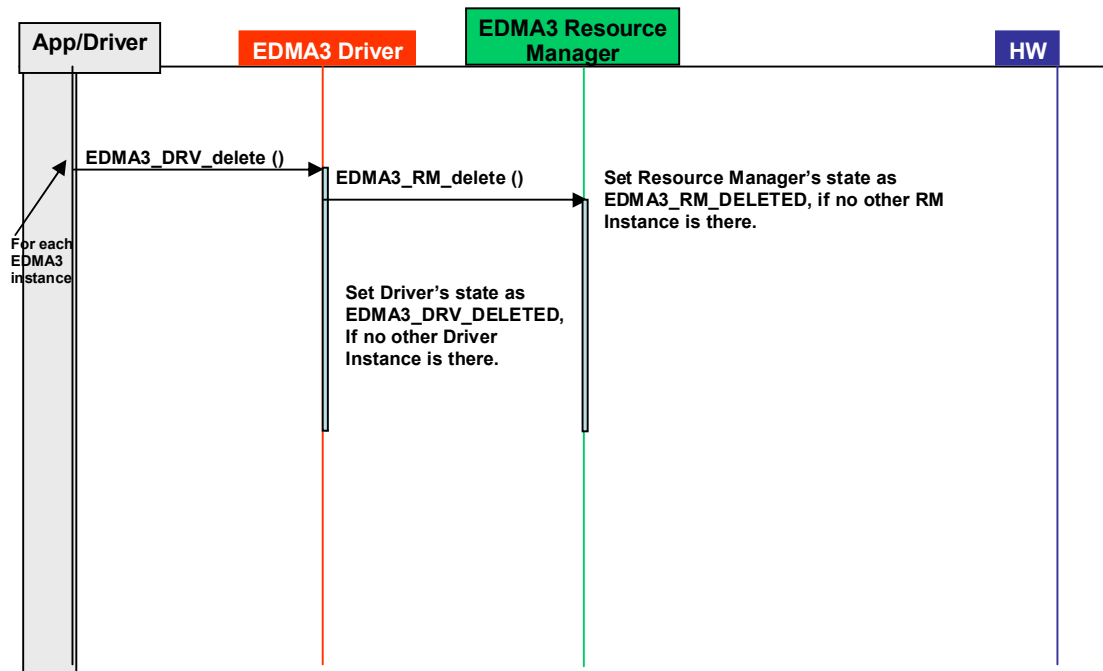 App/Driver
EDMA3 Driver
EDMA3 Resource
Manager
HW
EDMA3_DRV_delete ()
EDMA3_RM_delete ()
Set Resource Manager’s state as
EDMA3_RM_DELETED, if no other RM
Instance is there.
For each
EDMA3
instance
Set Driver’s state as
EDMA3_DRV_DELETED,
If no other Driver
Instance is there.